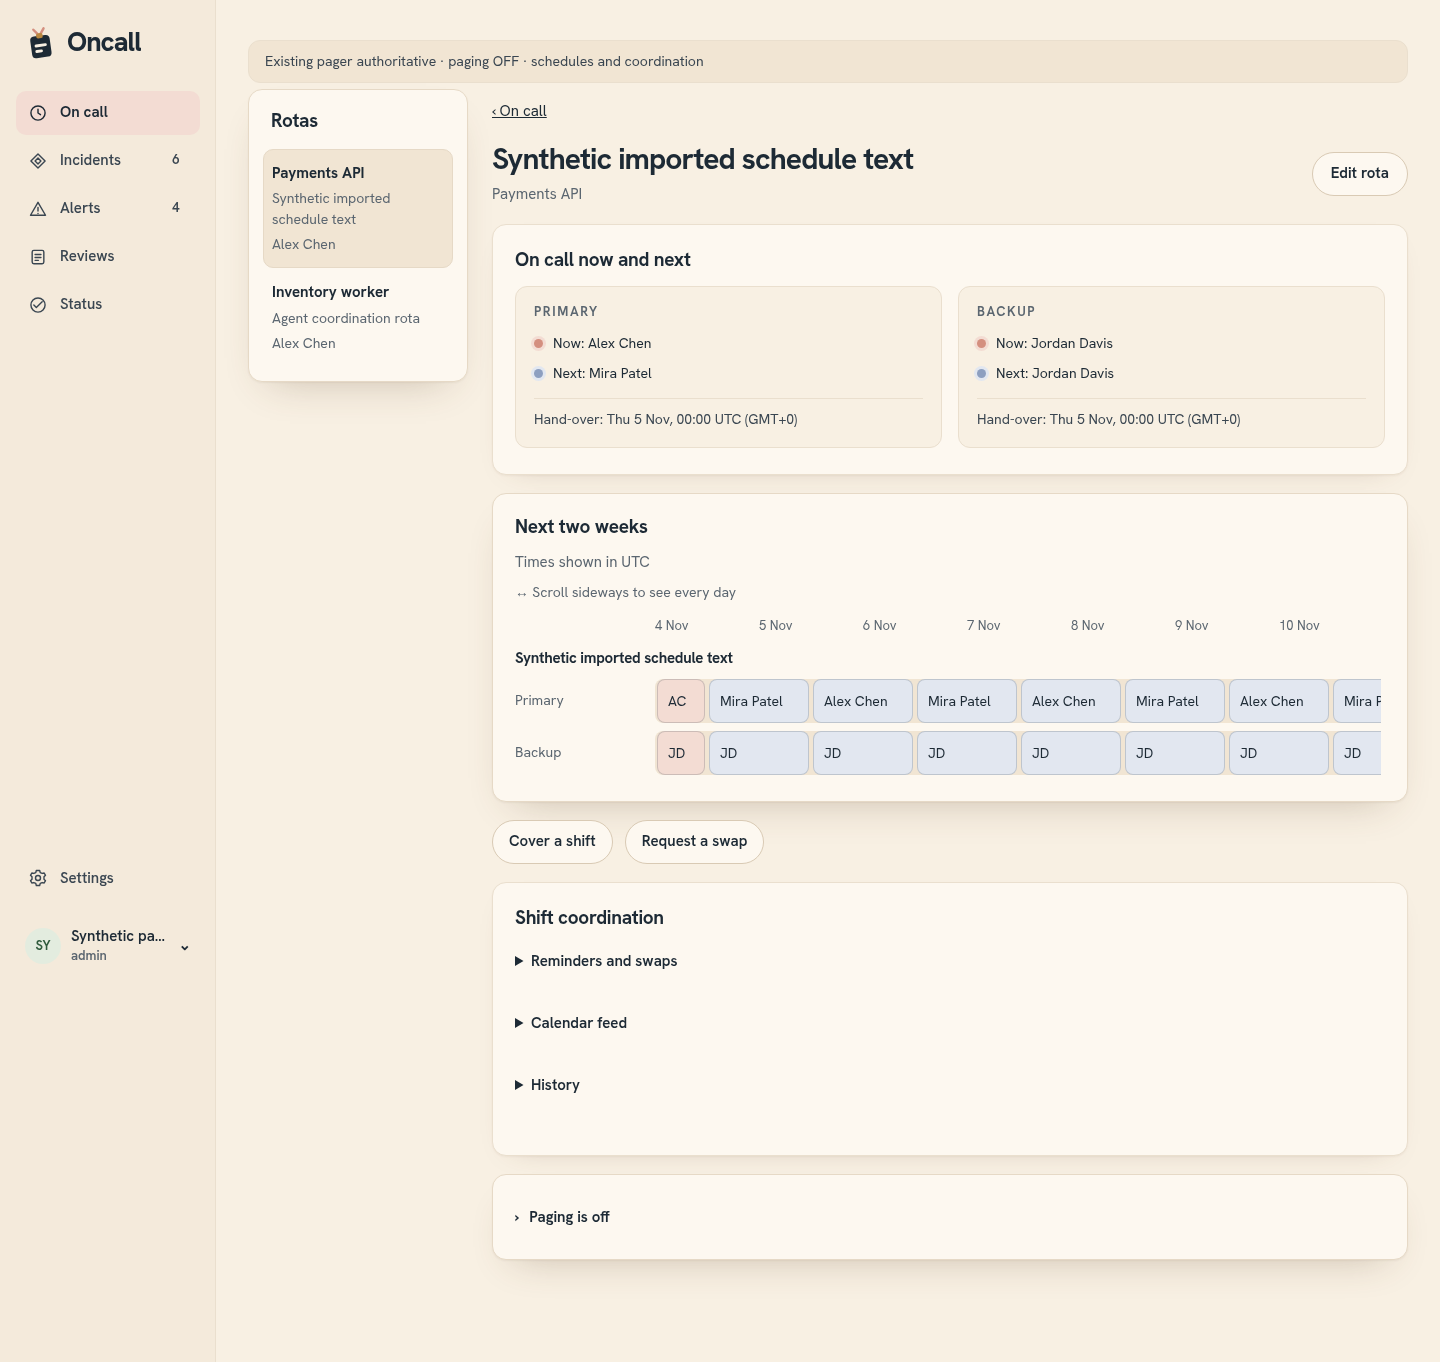 Oncall
On call
Incidents 6
Alerts 4
Reviews
Status
Settings
SY
Synthetic pa...
admin
Existing pager authoritative · paging OFF · schedules and coordination
Rotas
Payments API
Synthetic imported
schedule text
Alex Chen
Inventory worker
Agent coordination rota
Alex Chen
‹ On call
Synthetic imported schedule text
Payments API
Edit rota
On call now and next
PRIMARY
Now: Alex Chen
Next: Mira Patel
Hand-over: Thu 5 Nov, 00:00 UTC (GMT+0)
BACKUP
Now: Jordan Davis
Next: Jordan Davis
Hand-over: Thu 5 Nov, 00:00 UTC (GMT+0)
Next two weeks
Times shown in UTC
↔ Scroll sideways to see every day
4 Nov 5 Nov 6 Nov 7 Nov 8 Nov 9 Nov 10 Nov
Synthetic imported schedule text
Primary AC Mira Patel Alex Chen Mira Patel Alex Chen Mira Patel Alex Chen Mira P
Backup JD JD JD JD JD JD JD JD
Cover a shift Request a swap
Shift coordination
▶ Reminders and swaps
▶ Calendar feed
▶ History
› Paging is off